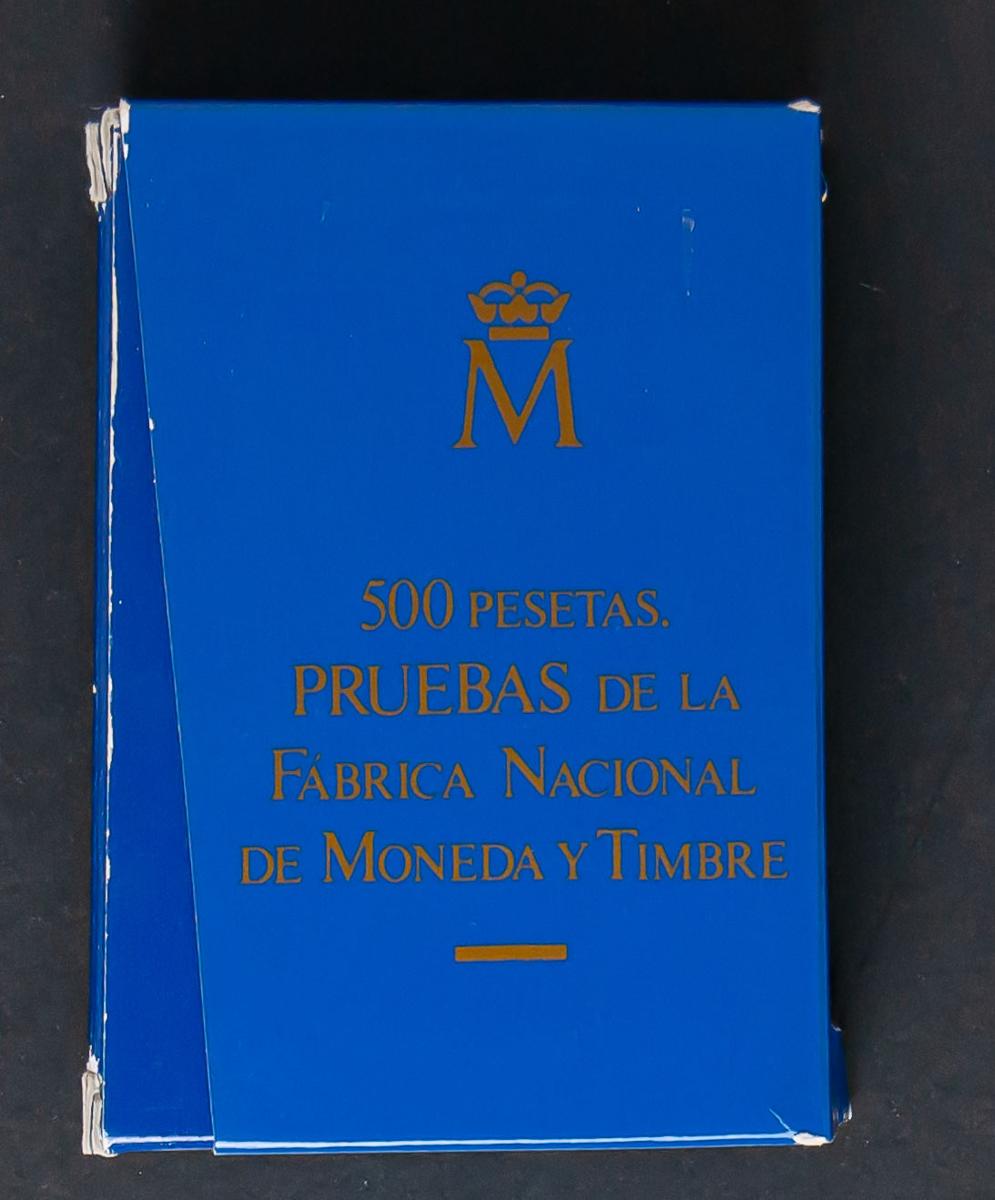 M
500 PESETAS.
PRUEBAS DE LA
FÁBRICA NACIONAL
DE MONEDA Y TIMBRE